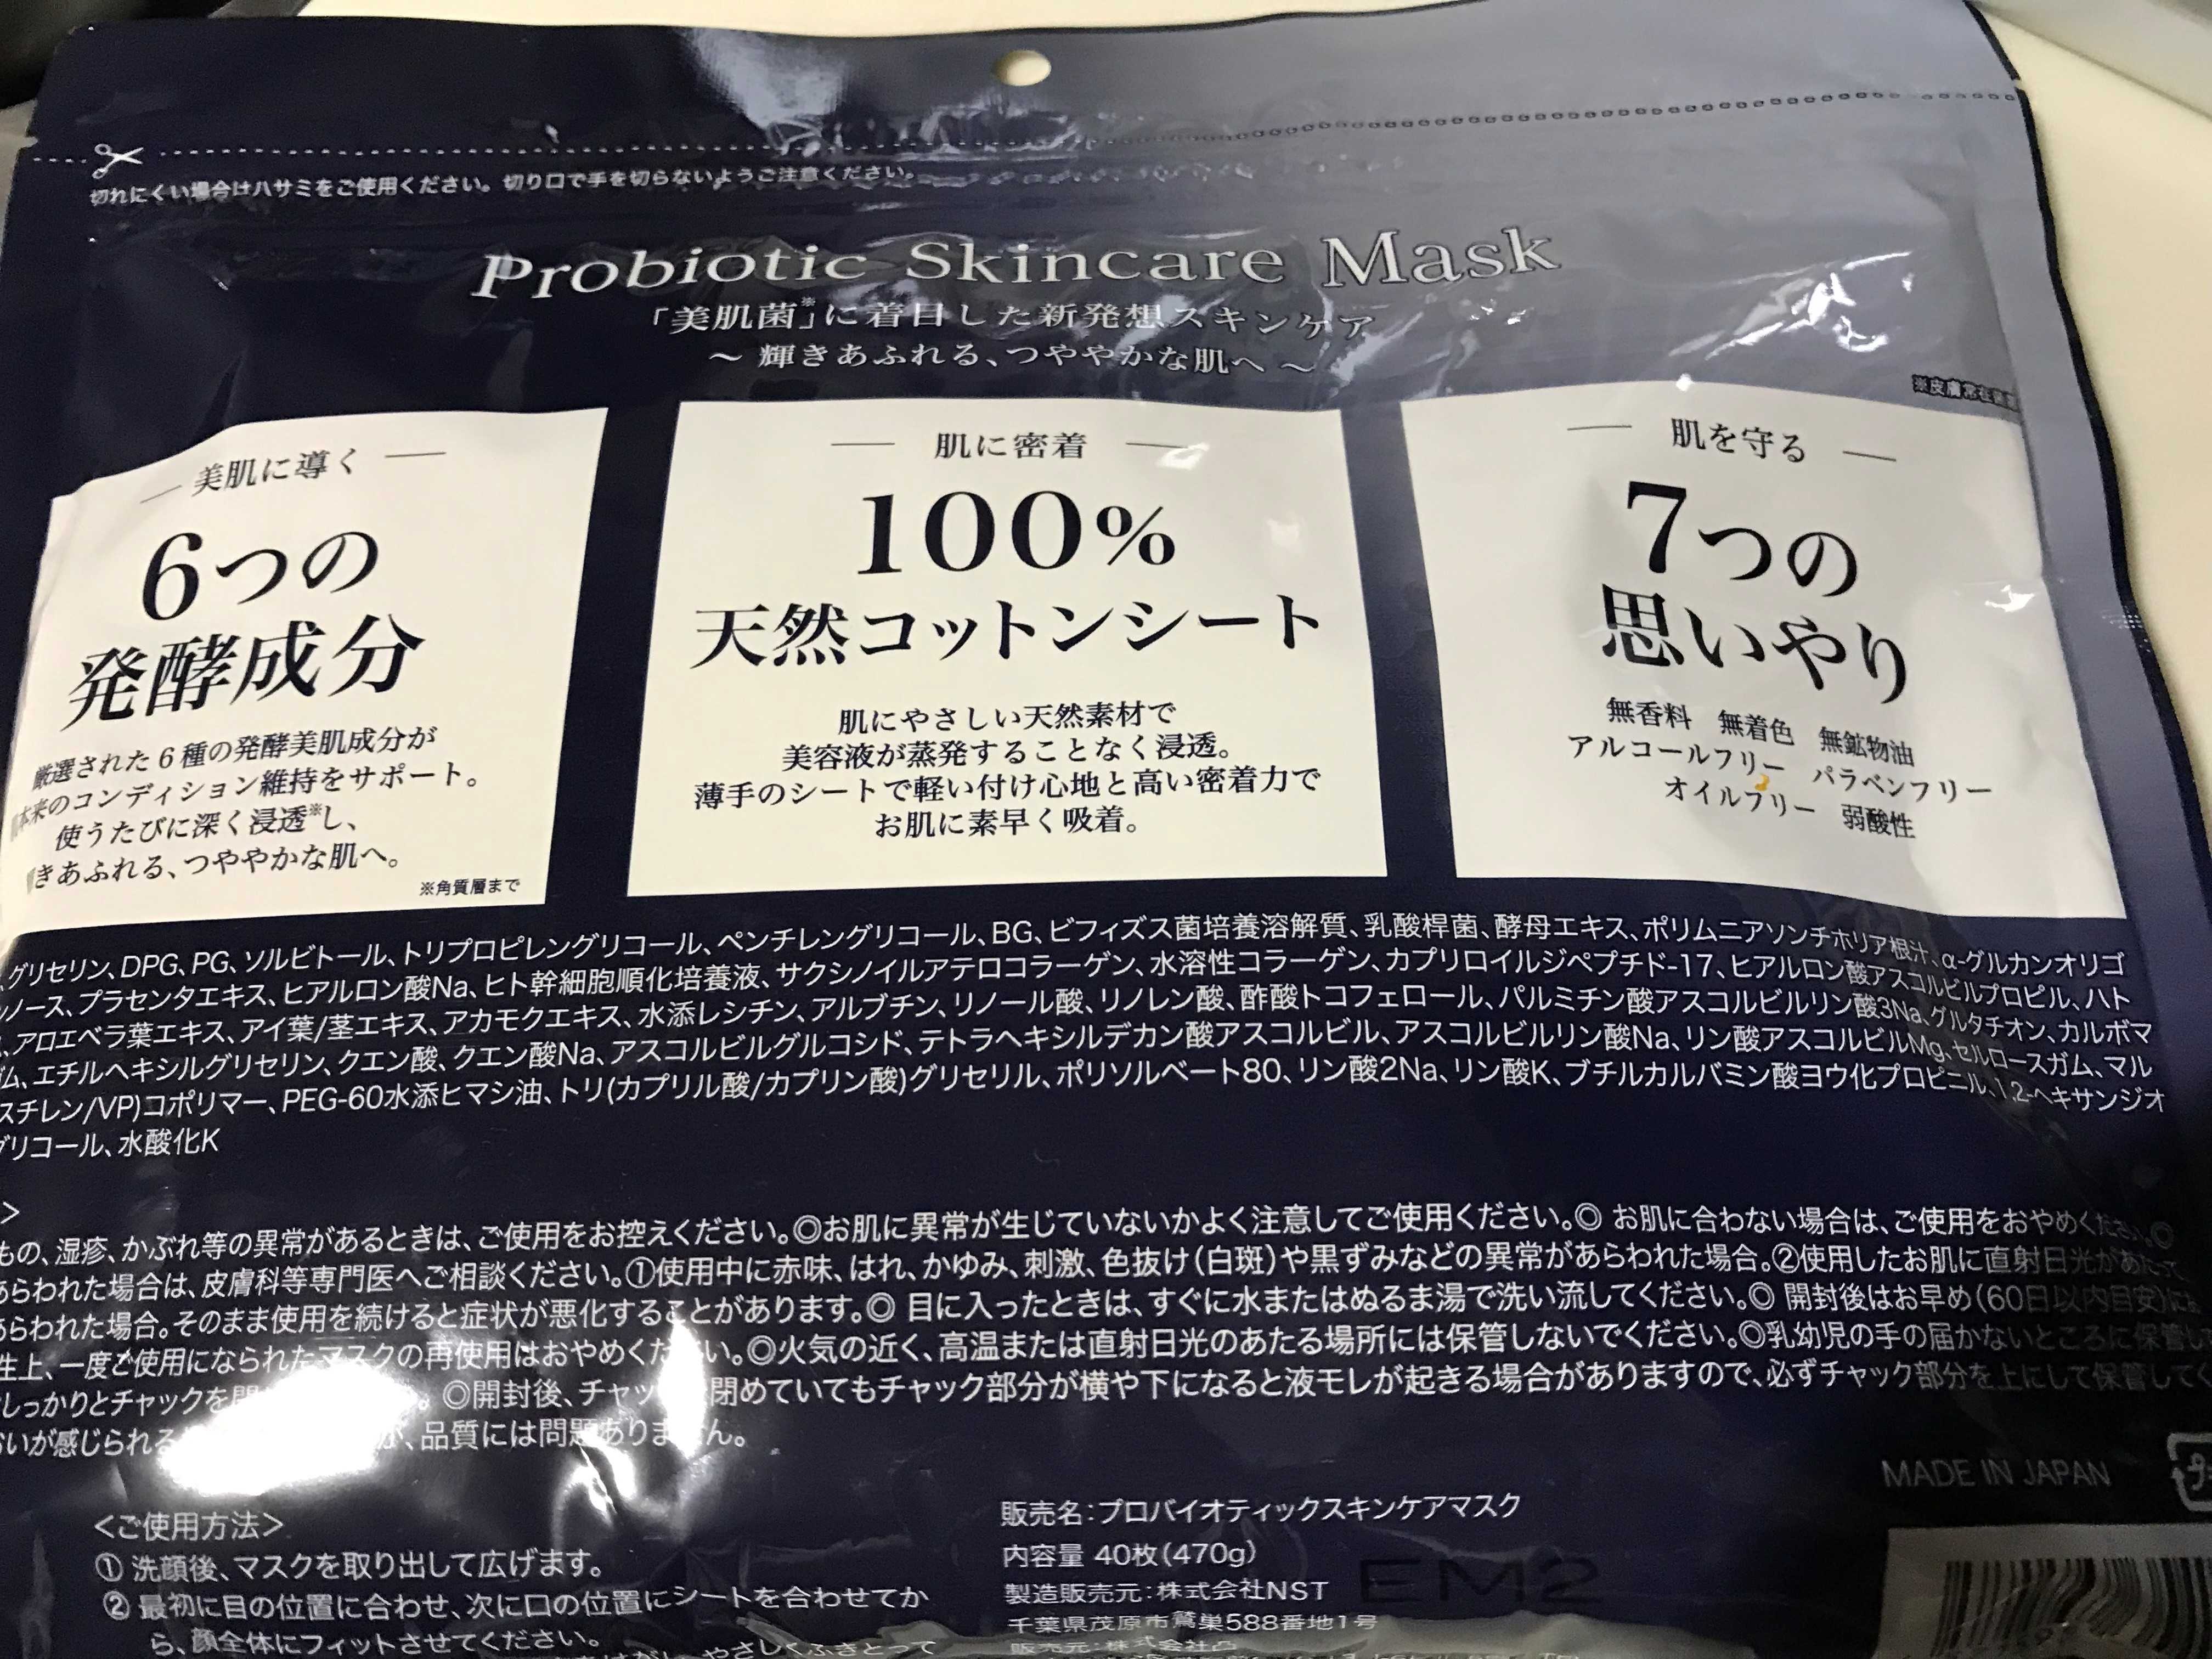 切れにくい場合はハサミをご使用ください。切り口で手を切らないようご注意ください。
Probiotic Skincare Mask
「美肌菌※」に着目した新発想スキンケア
～ 輝きあふれる、つややかな肌へ ～
※皮膚常在
美肌に導く
6つの
発酵成分
厳選された6種の発酵美肌成分が
本来のコンディション維持をサポート。
使うたびに深く浸透※し、
きあふれる、つややかな肌へ。
※角質層まで
肌に密着
100%
天然コットンシート
肌にやさしい天然素材で
美容液が蒸発することなく浸透。
薄手のシートで軽い付け心地と高い密着力で
お肌に素早く吸着。
肌を守る
7つの
思いやり
無香料 無着色 無鉱物油
アルコールフリー パラベンフリー
オイルフリー 弱酸性
グリセリン、DPG、PG、ソルビトール、トリプロピレングリコール、ペンチレングリコール、BG、ビフィズス菌培養溶解質、乳酸桿菌、酵母エキス、ポリムニアソンチホリア根汁、α-グルカンオリゴ
ノース、プラセンタエキス、ヒアルロン酸Na、ヒト幹細胞順化培養液、サクシノイルアテロコラーゲン、水溶性コラーゲン、カプリロイルジペプチド-17、ヒアルロン酸アスコルビルプロピル、ハト
、アロエベラ葉エキス、アイ葉/茎エキス、アカモクエキス、水添レシチン、アルブチン、リノール酸、リノレン酸、酢酸トコフェロール、パルミチン酸アスコルビルリン酸3Na、グルタチオン、カルボマ
ム、エチルヘキシルグリセリン、クエン酸、クエン酸Na、アスコルビルグルコシド、テトラヘキシルデカン酸アスコルビル、アスコルビルリン酸Na、リン酸アスコルビルMg、セルロースガム、マル
スチレン/VP)コポリマー、PEG-60水添ヒマシ油、トリ(カプリル酸/カプリン酸)グリセリル、ポリソルベート80、リン酸2Na、リン酸K、ブチルカルバミン酸ヨウ化プロピニル、1,2-ヘキサンジオ
グリコール、水酸化K
>
もの、湿疹、かぶれ等の異常があるときは、ご使用をお控えください。◎お肌に異常が生じていないかよく注意してご使用ください。◎ お肌に合わない場合は、ご使用をおやめください。◎
あらわれた場合は、皮膚科等専門医へご相談ください。①使用中に赤味、はれ、かゆみ、刺激、色抜け(白斑)や黒ずみなどの異常があらわれた場合。②使用したお肌に直射日光があたって
あらわれた場合。そのまま使用を続けると症状が悪化することがあります。◎ 目に入ったときは、すぐに水またはぬるま湯で洗い流してください。◎ 開封後はお早め(60日以内目安)に
生上、一度ご使用になられたマスクの再使用はおやめください。◎火気の近く、高温または直射日光のあたる場所には保管しないでください。◎乳幼児の手の届かないところに保管し
しっかりとチャックを 。◎開封後、チャッ 閉めていてもチャック部分が横や下になると液モレが起きる場合がありますので、必ずチャック部分を上にして保管して
いが感じられる が、品質には問題ありません。
MADE IN JAPAN
<ご使用方法>
① 洗顔後、マスクを取り出して広げます。
② 最初に目の位置に合わせ、次に口の位置にシートを合わせてか
ら、顔全体にフィットさせてください。
やさしくふきとって
販売名：プロバイオティックスキンケアマスク
内容量 40枚(470g)
製造販売元：株式会社NST
千葉県茂原市鷲巣588番地1号
販売元：株式会社
EM2